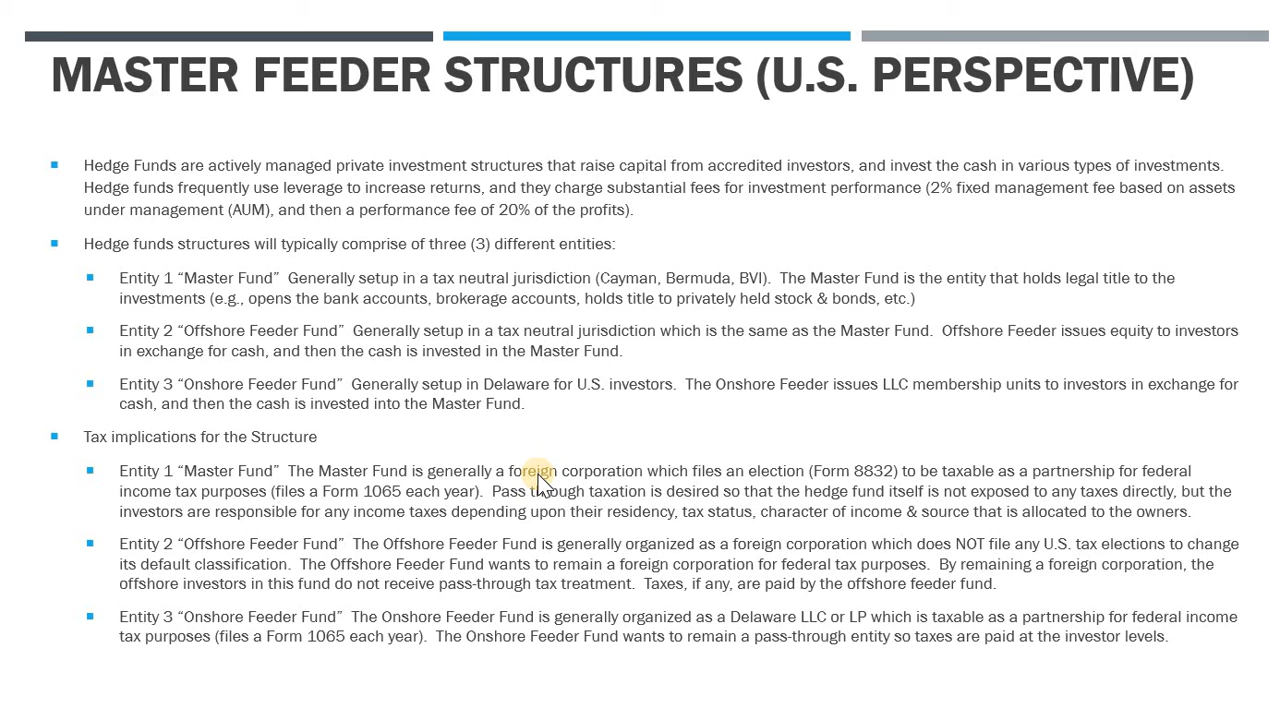 MASTER FEEDER STRUCTURES (U.S. PERSPECTIVE)
Hedge Funds are actively managed private investment structures that raise capital from accredited investors, and invest the cash in various types of investments.
Hedge funds frequently use leverage to increase returns, and they charge substantial fees for investment performance (2% fixed management fee based on assets
under management (AUM), and then a performance fee of 20% of the profits).
Hedge funds structures will typically comprise of three (3) different entities:
Entity 1 “Master Fund” Generally setup in a tax neutral jurisdiction (Cayman, Bermuda, BVI). The Master Fund is the entity that holds legal title to the
investments (e.g., opens the bank accounts, brokerage accounts, holds title to privately held stock & bonds, etc.)
Entity 2 “Offshore Feeder Fund” Generally setup in a tax neutral jurisdiction which is the same as the Master Fund. Offshore Feeder issues equity to investors
in exchange for cash, and then the cash is invested in the Master Fund.
Entity 3 “Onshore Feeder Fund” Generally setup in Delaware for U.S. investors. The Onshore Feeder issues LLC membership units to investors in exchange for
cash, and then the cash is invested into the Master Fund.
Tax implications for the Structure
Entity 1 “Master Fund” The Master Fund is generally a foreign corporation which files an election (Form 8832) to be taxable as a partnership for federal
income tax purposes (files a Form 1065 each year). Pass through taxation is desired so that the hedge fund itself is not exposed to any taxes directly, but the
investors are responsible for any income taxes depending upon their residency, tax status, character of income & source that is allocated to the owners.
Entity 2 “Offshore Feeder Fund” The Offshore Feeder Fund is generally organized as a foreign corporation which does NOT file any U.S. tax elections to change
its default classification. The Offshore Feeder Fund wants to remain a foreign corporation for federal tax purposes. By remaining a foreign corporation, the
offshore investors in this fund do not receive pass-through tax treatment. Taxes, if any, are paid by the offshore feeder fund.
Entity 3 “Onshore Feeder Fund” The Onshore Feeder Fund is generally organized as a Delaware LLC or LP which is taxable as a partnership for federal income
tax purposes (files a Form 1065 each year). The Onshore Feeder Fund wants to remain a pass-through entity so taxes are paid at the investor levels.